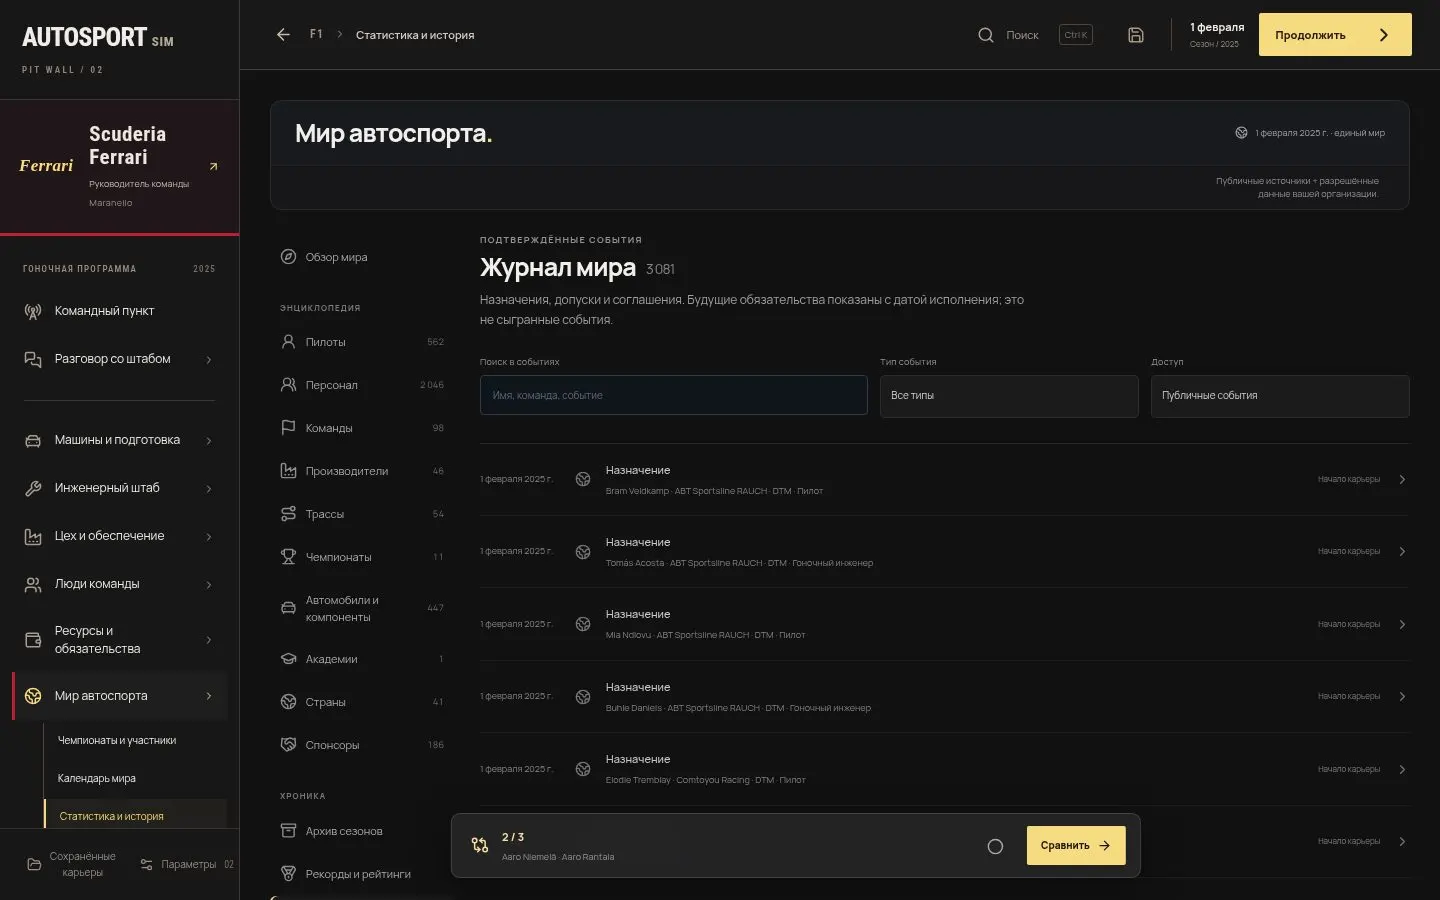 AUTOSPORT SIM
PIT WALL / 02
Ferrari
Scuderia
Ferrari
Руководитель команды
Maranello
ГОНОЧНАЯ ПРОГРАММА 2025
Командный пункт
Разговор со штабом
Машины и подготовка
Инженерный штаб
Цех и обеспечение
Люди команды
Ресурсы и
обязательства
Мир автоспорта
Чемпионаты и участники
Календарь мира
Статистика и история
Сохранённые
карьеры
Параметры 02
F1 > Статистика и история
Поиск Ctrl K
1 февраля
Сезон / 2025
Продолжить
Мир автоспорта.
1 февраля 2025 г. · единый мир
Публичные источники + разрешённые
данные вашей организации.
Обзор мира
ЭНЦИКЛОПЕДИЯ
Пилоты 562
Персонал 2 046
Команды 98
Производители 46
Трассы 54
Чемпионаты 11
Автомобили и
компоненты 447
Академии 1
Страны 41
Спонсоры 186
ХРОНИКА
Архив сезонов
Рекорды и рейтинги
ПОДТВЕРЖДЁННЫЕ СОБЫТИЯ
Журнал мира 3 081
Назначения, допуски и соглашения. Будущие обязательства показаны с датой исполнения; это
не сыгранные события.
Поиск в событиях
Имя, команда, событие
Тип события
Все типы
Доступ
Публичные события
1 февраля 2025 г. Назначение Начало карьеры
Bram Veldkamp · ABT Sportsline RAUCH · DTM · Пилот
1 февраля 2025 г. Назначение Начало карьеры
Tomás Acosta · ABT Sportsline RAUCH · DTM · Гоночный инженер
1 февраля 2025 г. Назначение Начало карьеры
Mia Ndlovu · ABT Sportsline RAUCH · DTM · Пилот
1 февраля 2025 г. Назначение Начало карьеры
Buhle Daniels · ABT Sportsline RAUCH · DTM · Гоночный инженер
1 февраля 2025 г. Назначение Начало карьеры
Elodie Tremblay · Comtoyou Racing · DTM · Пилот
Начало карьеры
2 / 3
Aaro Niemelä · Aaro Rantala
Сравнить